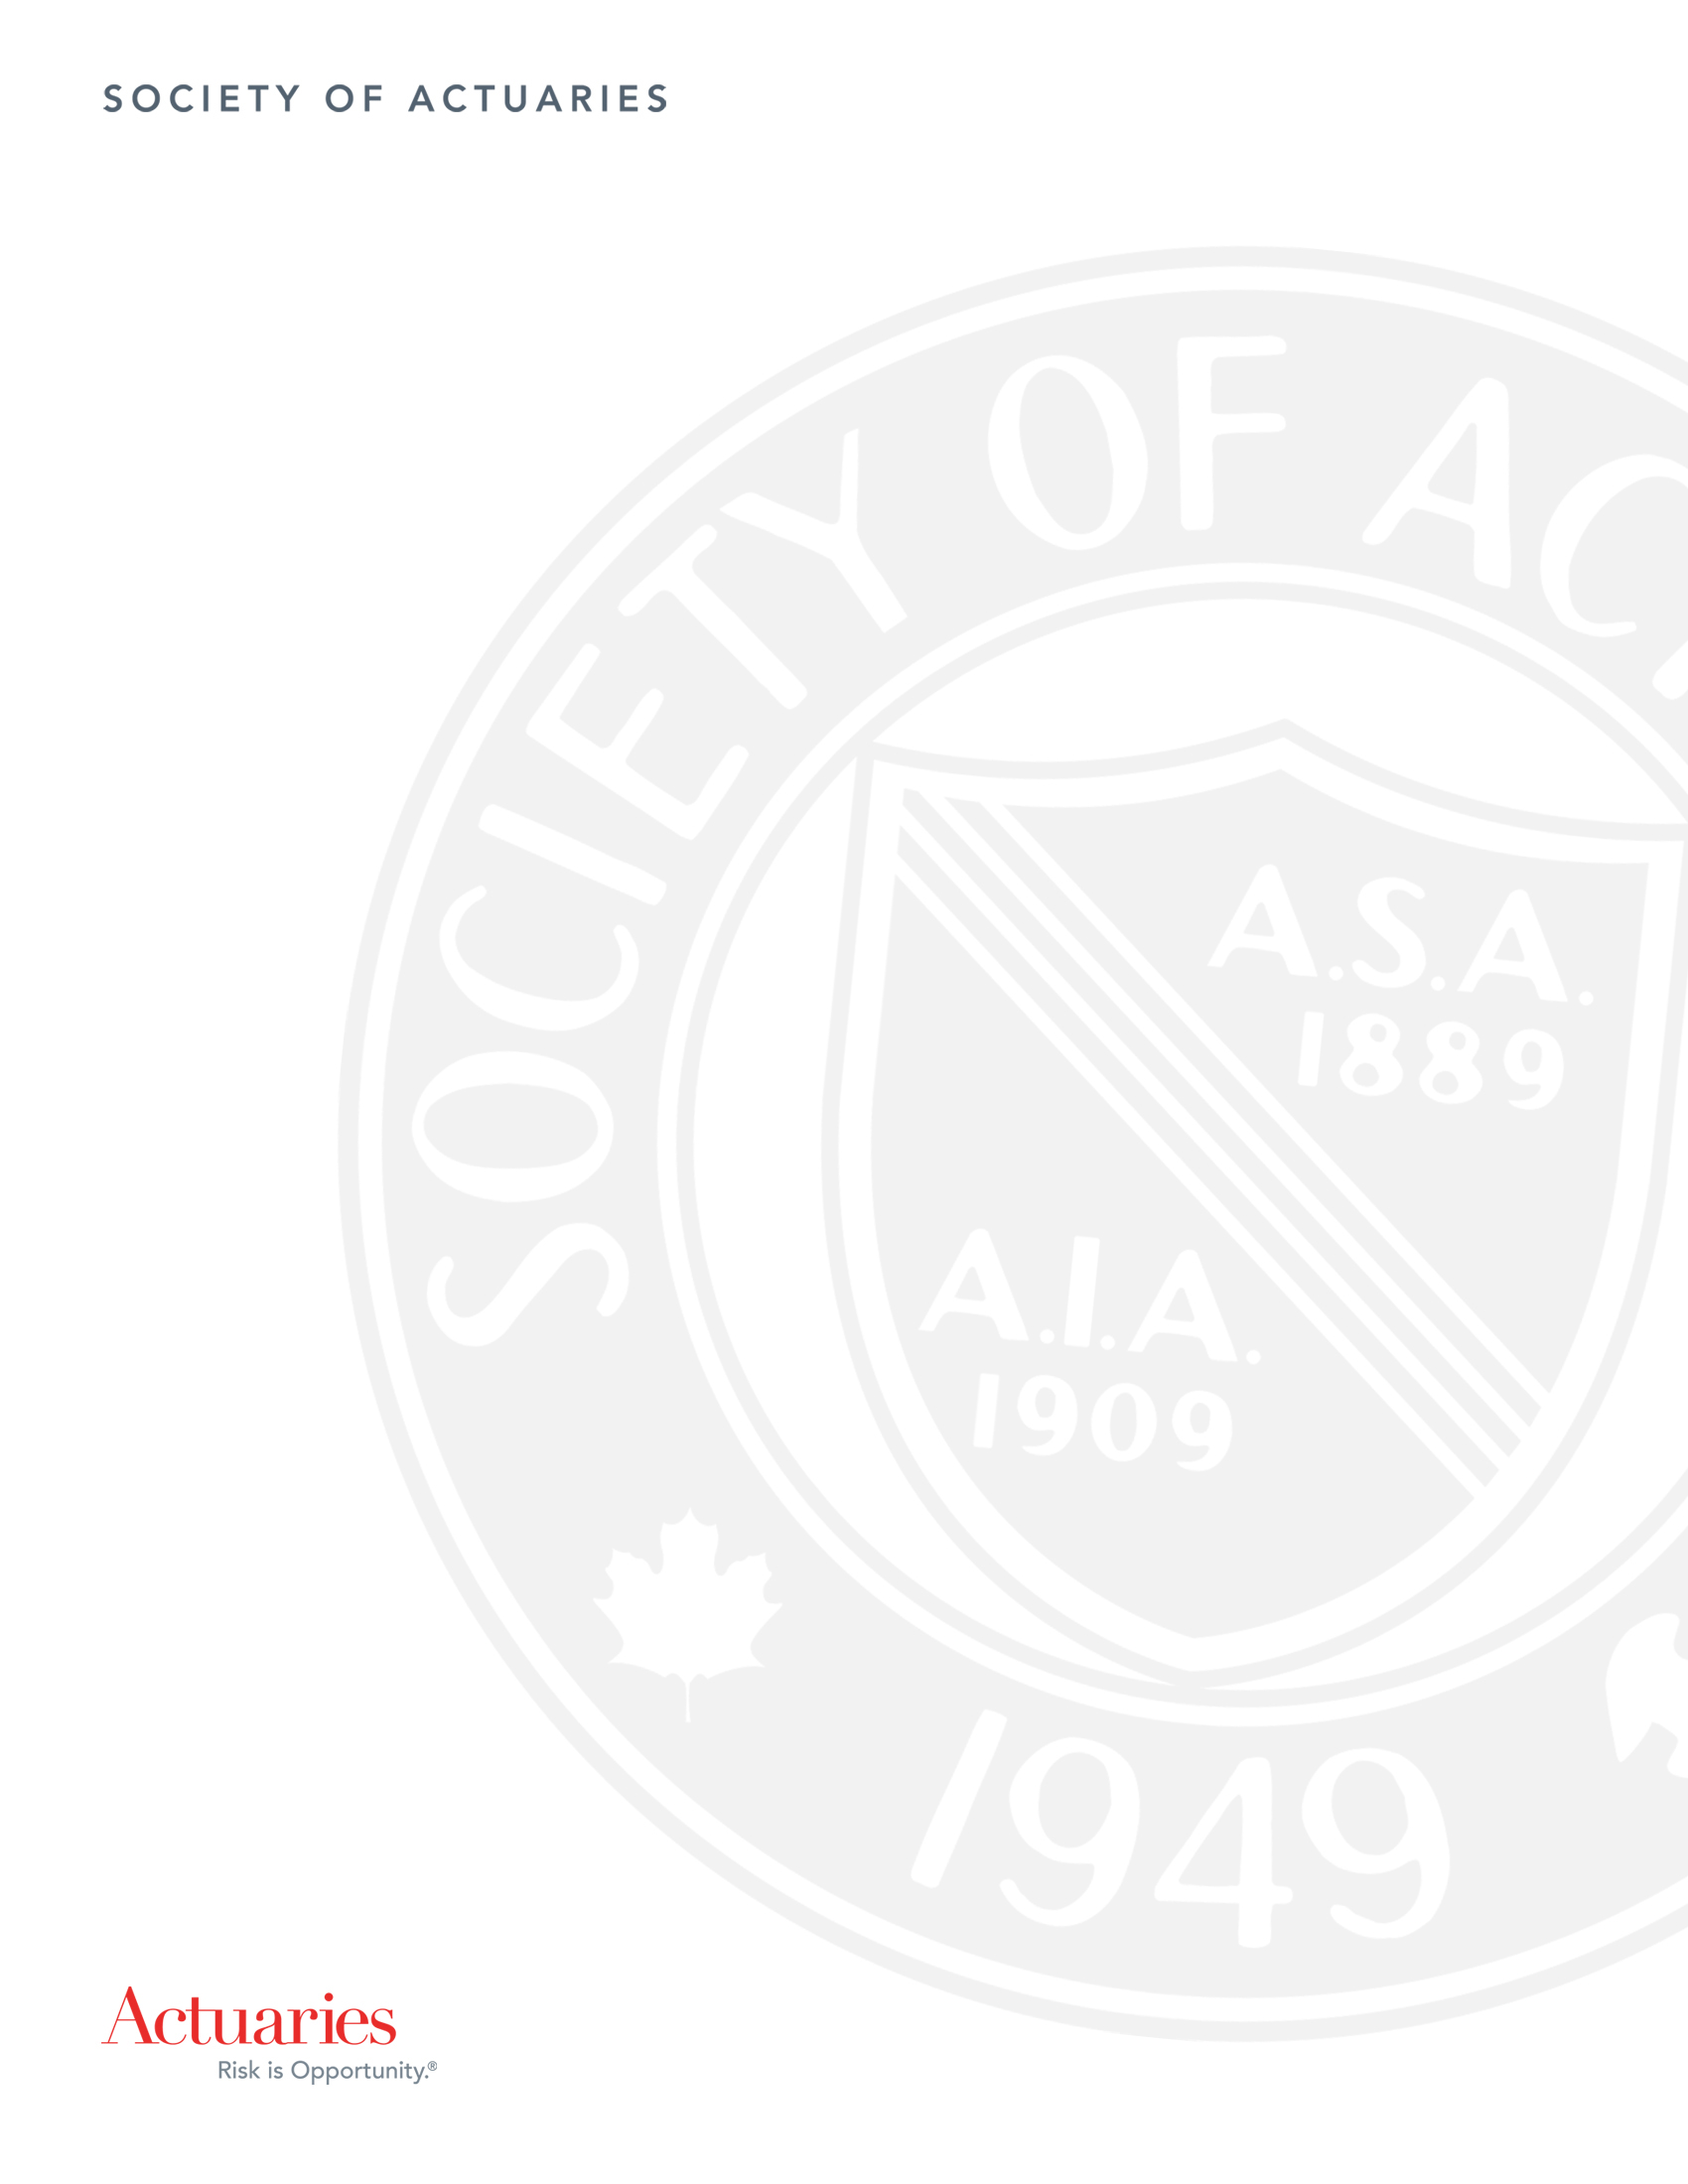 SOCIETY OF ACTUARIES
SOCIETY OF AC
A.S.A.
1889
A.I.A.
1909
1949
Actuaries
Risk is Opportunity.®